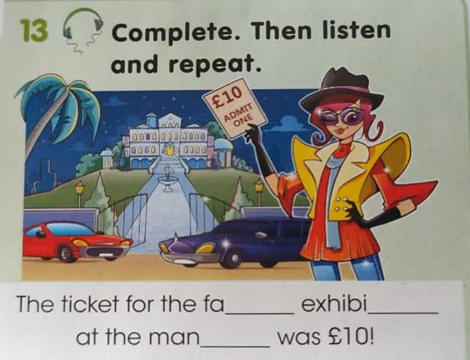 13 Complete. Then listen
and repeat.
£10
ADMIT
ONE
The ticket for the fa______ exhibi______
at the man______ was £10!